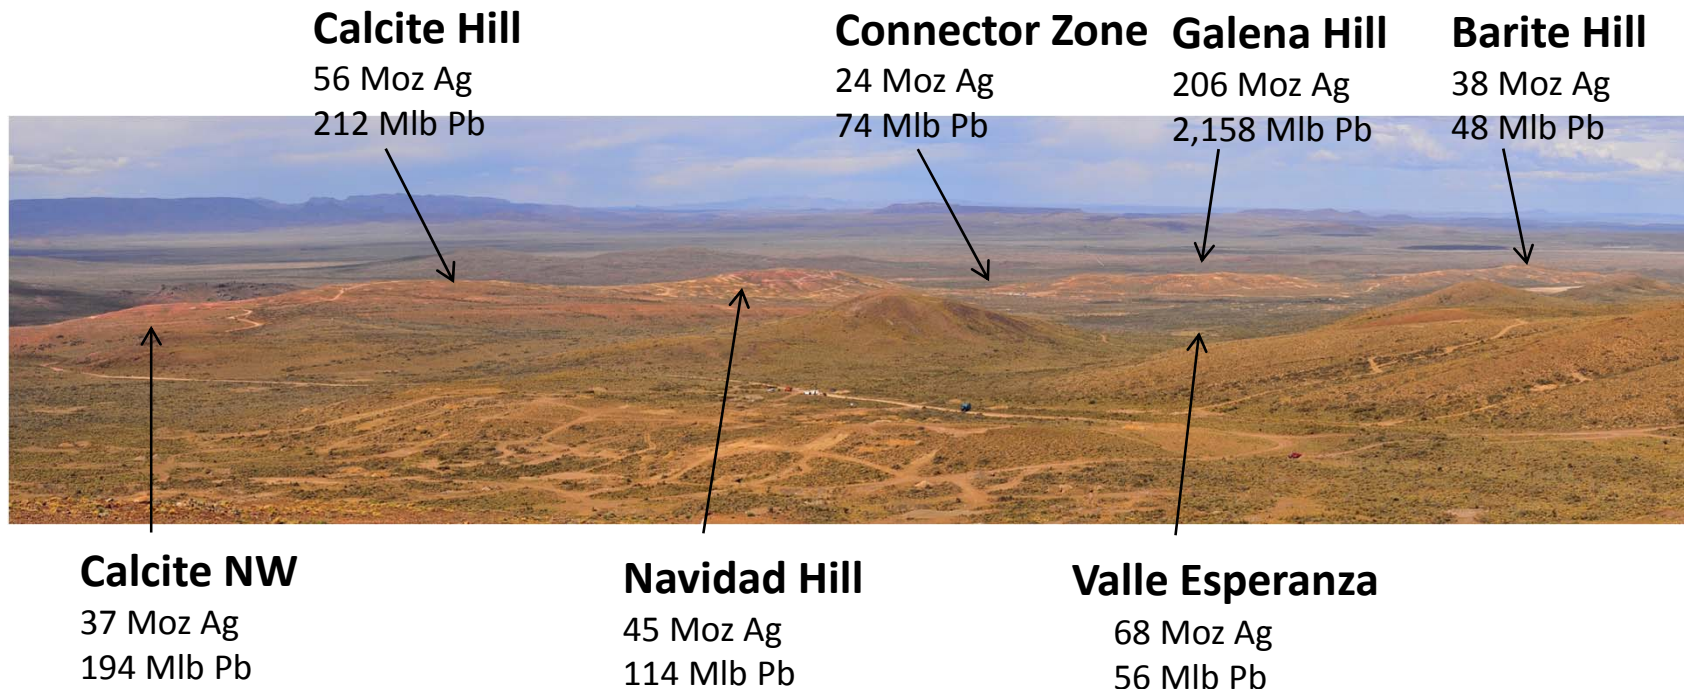 Calcite Hill
56 Moz Ag
212 Mlb Pb
Connector Zone
24 Moz Ag
74 Mlb Pb
Galena Hill
206 Moz Ag
2,158 Mlb Pb
Barite Hill
38 Moz Ag
48 Mlb Pb
Calcite NW
37 Moz Ag
194 Mlb Pb
Navidad Hill
45 Moz Ag
114 Mlb Pb
Valle Esperanza
68 Moz Ag
56 Mlb Pb